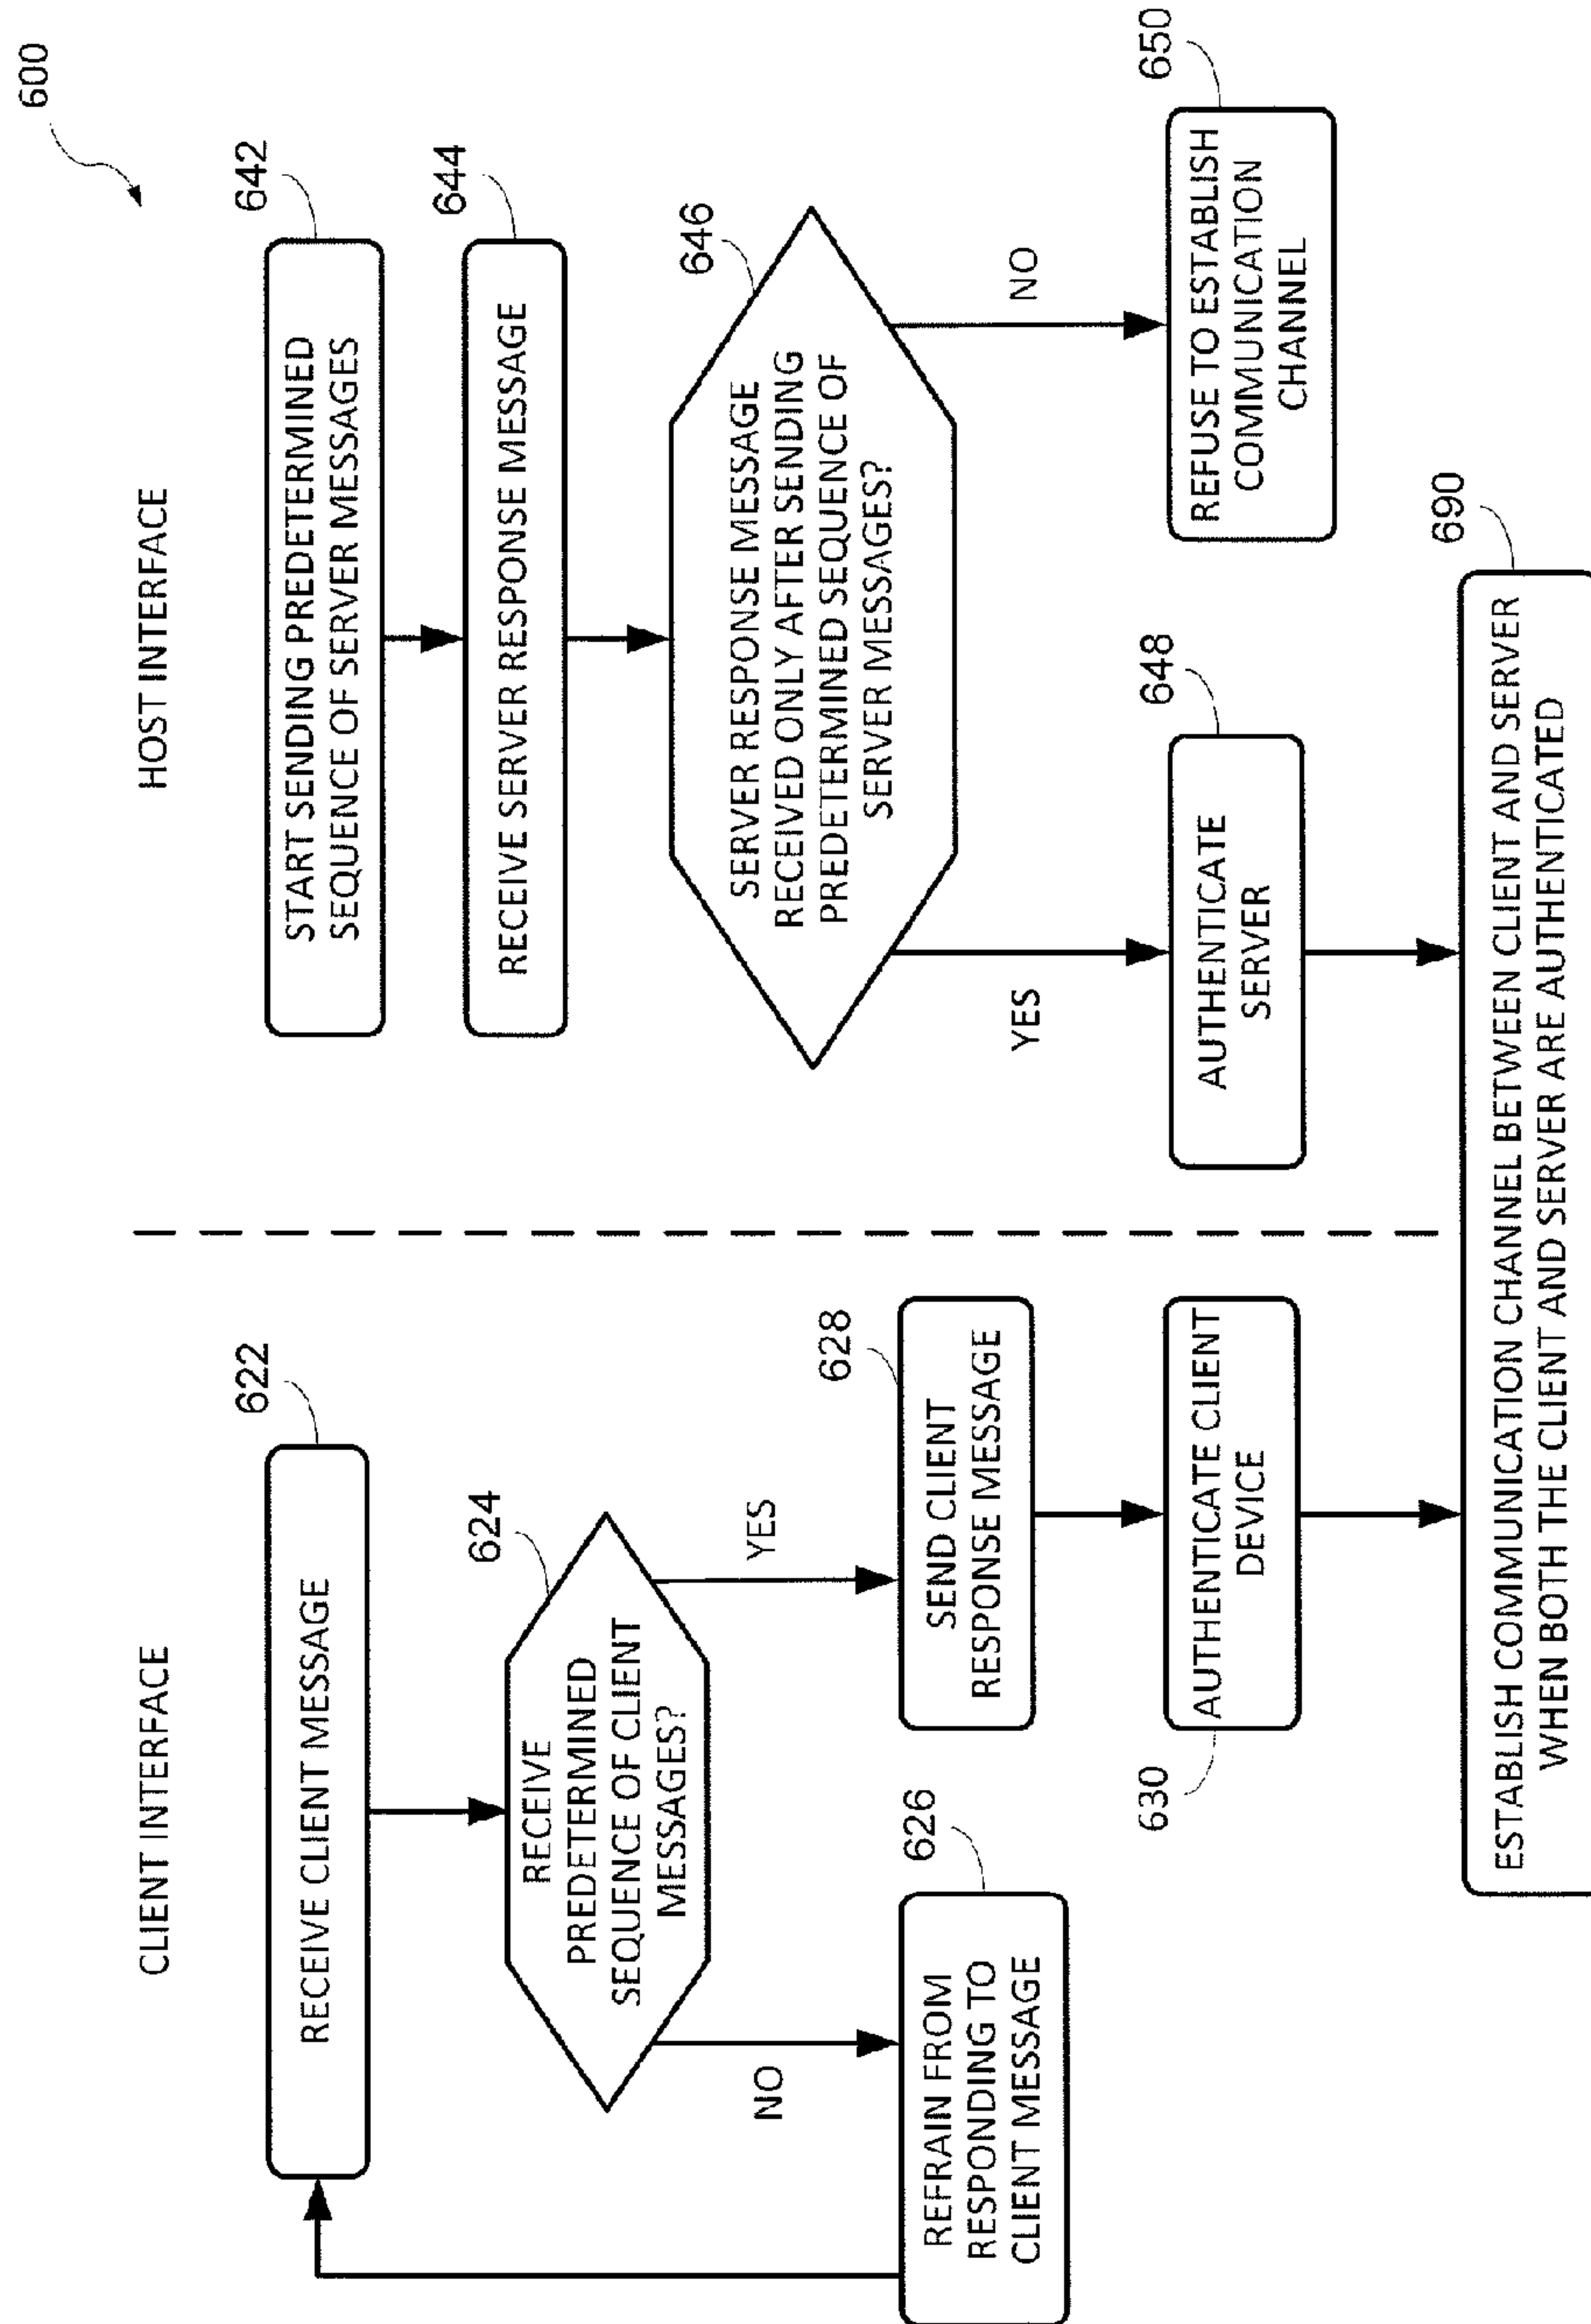 600
CLIENT INTERFACE
622
RECEIVE CLIENT MESSAGE
624
RECEIVE
PREDETERMINED
SEQUENCE OF CLIENT
MESSAGES?
NO
YES
626
REFRAIN FROM
RESPONDING TO
CLIENT MESSAGE
628
SEND CLIENT
RESPONSE MESSAGE
630
AUTHENTICATE CLIENT
DEVICE
HOST INTERFACE
642
START SENDING PREDETERMINED
SEQUENCE OF SERVER MESSAGES
644
RECEIVE SERVER RESPONSE MESSAGE
646
SERVER RESPONSE MESSAGE
RECEIVED ONLY AFTER SENDING
PREDETERMINED SEQUENCE OF
SERVER MESSAGES?
YES
NO
648
AUTHENTICATE
SERVER
650
REFUSE TO ESTABLISH
COMMUNICATION
CHANNEL
690
ESTABLISH COMMUNICATION CHANNEL BETWEEN CLIENT AND SERVER
WHEN BOTH THE CLIENT AND SERVER ARE AUTHENTICATED